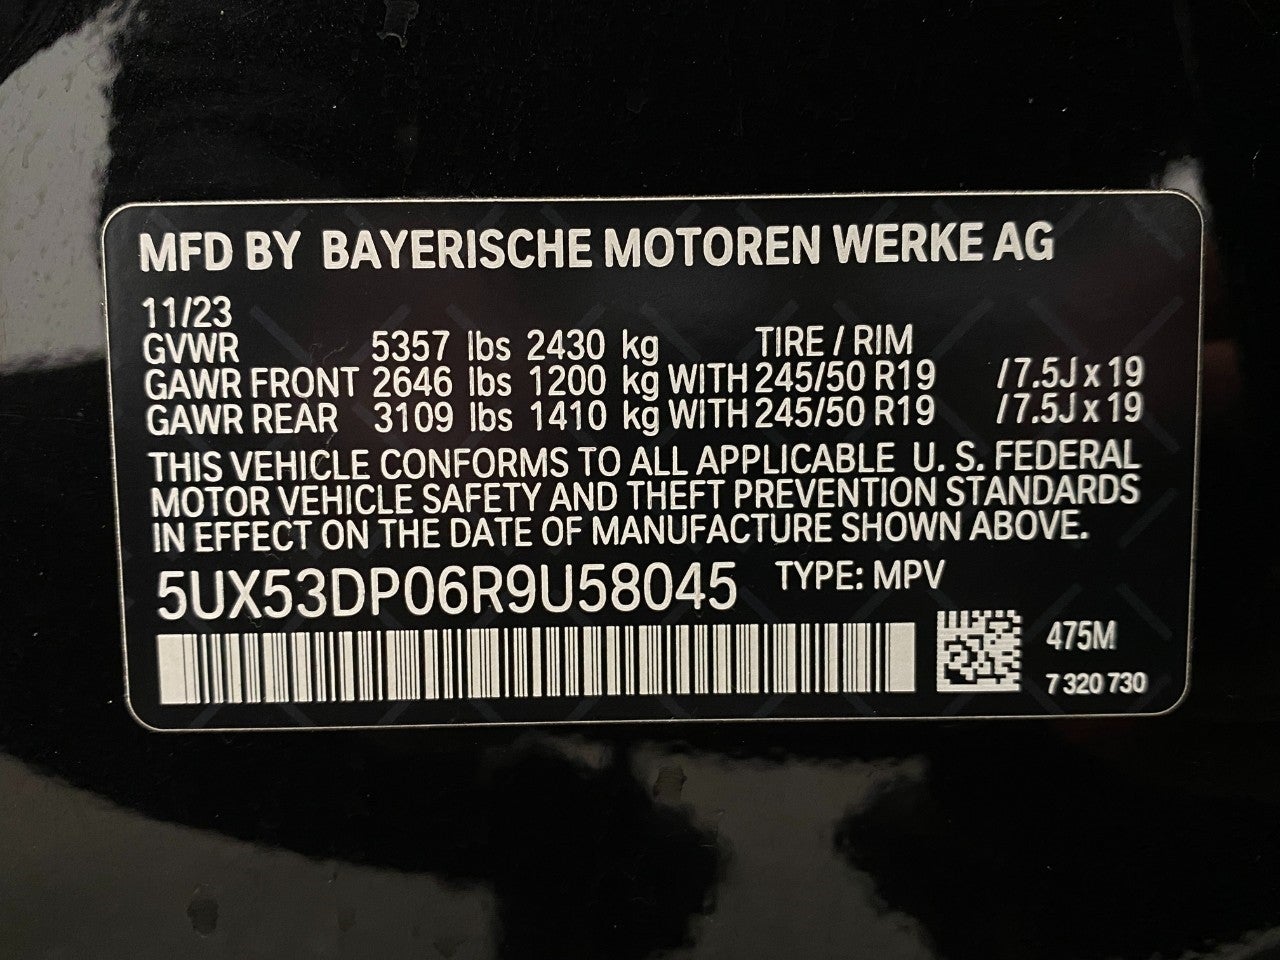 MFD BY BAYERISCHE MOTOREN WERKE AG
11/23
GVWR 5357 lbs 2430 kg TIRE / RIM
GAWR FRONT 2646 lbs 1200 kg WITH 245/50 R19 / 7.5J x 19
GAWR REAR 3109 lbs 1410 kg WITH 245/50 R19 / 7.5J x 19
THIS VEHICLE CONFORMS TO ALL APPLICABLE U. S. FEDERAL
MOTOR VEHICLE SAFETY AND THEFT PREVENTION STANDARDS
IN EFFECT ON THE DATE OF MANUFACTURE SHOWN ABOVE.
5UX53DP06R9U58045 TYPE: MPV
475M
7 320 730